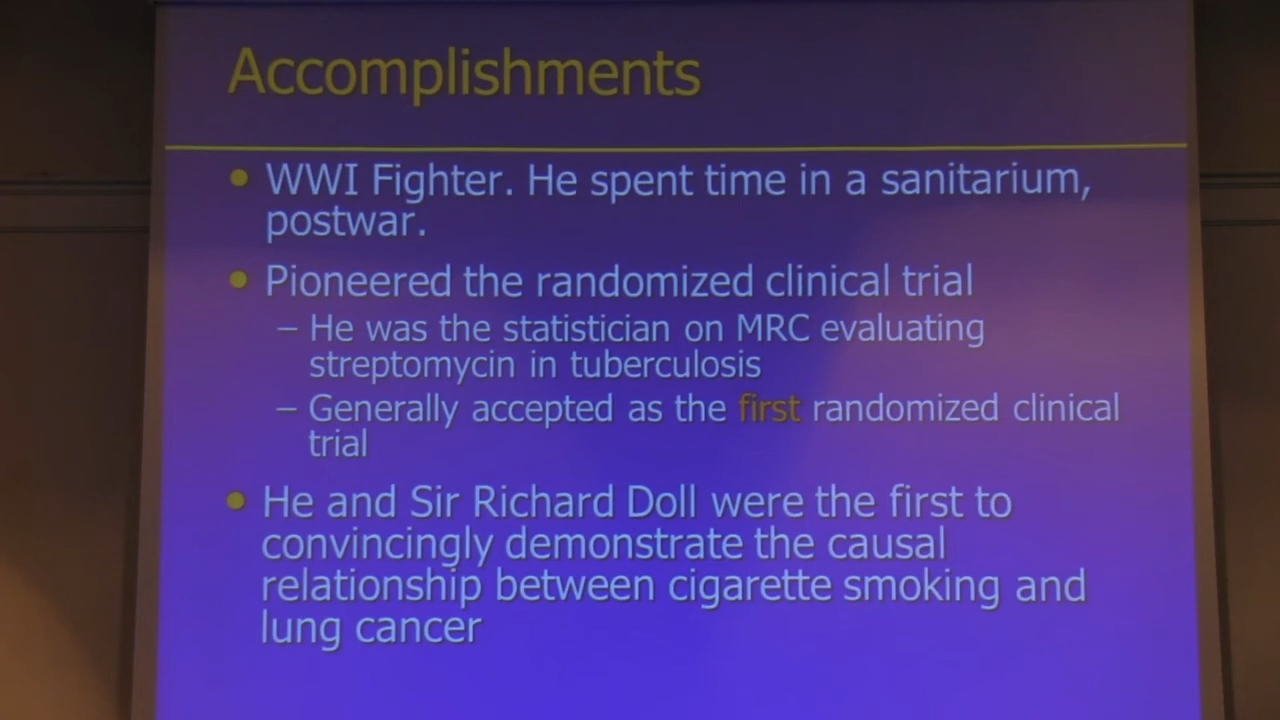 Accomplishments
• WWI Fighter. He spent time in a sanitarium,
postwar.
• Pioneered the randomized clinical trial
– He was the statistician on MRC evaluating
streptomycin in tuberculosis
– Generally accepted as the first randomized clinical
trial
• He and Sir Richard Doll were the first to
convincingly demonstrate the causal
relationship between cigarette smoking and
lung cancer